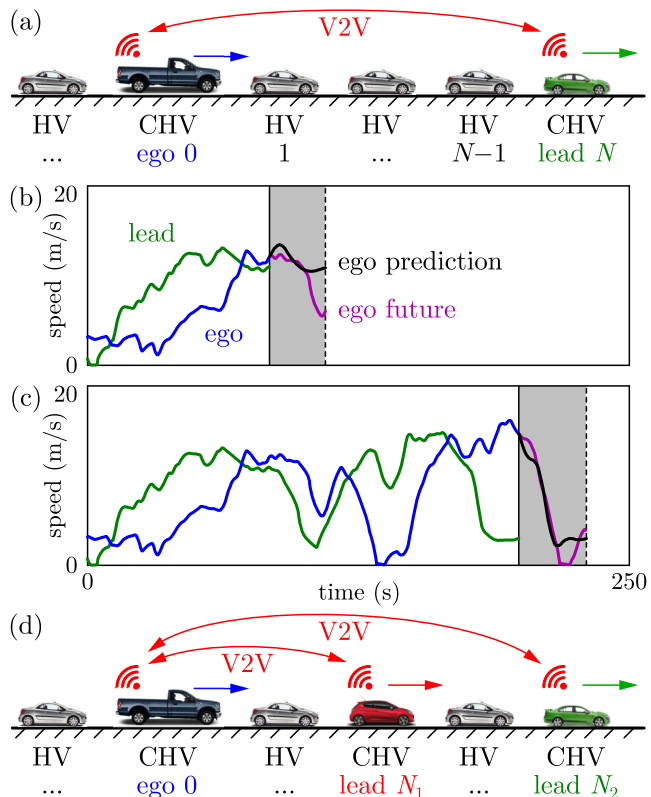 (a)
V2V
HV CHV HV HV HV CHV
... ego 0 1 ... N−1 lead N
(b)
20
lead
ego prediction
ego future
ego
speed (m/s)
0
(c)
20
speed (m/s)
0
0 250
time (s)
(d)
V2V
V2V
HV CHV HV CHV HV CHV
... ego 0 ... lead N₁ ... lead N₂